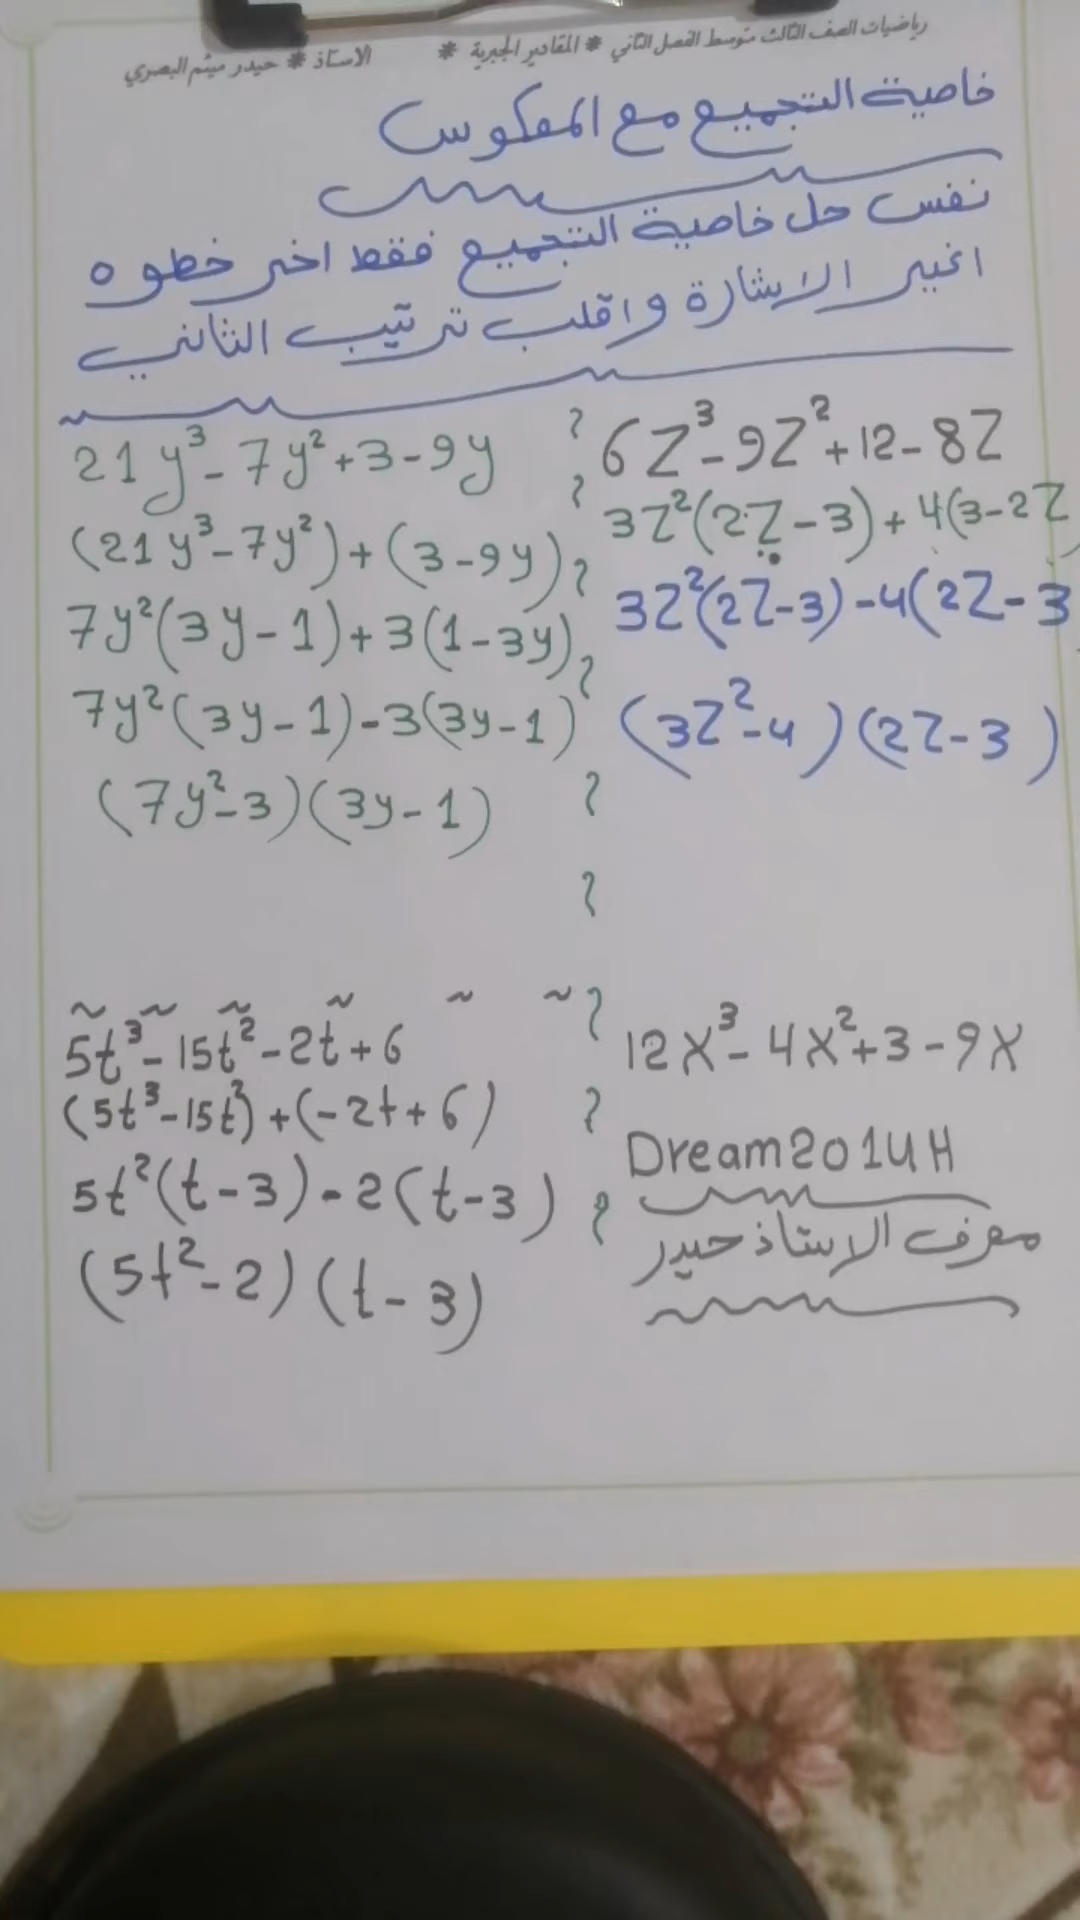 رياضيات الصف الثالث متوسط الفصل الثاني * المقادير الجبرية * الاستاذ * حيدر ميثم البصري
خاصية التجميع مع المعكوس
نفس حل خاصية التجميع فقط اخر خطوه
اغير الاشارة واقلب ترتيب الثاني
21y³-7y²+3-9y
(21y³-7y²)+(3-9y)
7y²(3y-1)+3(1-3y)
7y²(3y-1)-3(3y-1)
(7y²-3)(3y-1)
6Z³-9Z²+12-8Z
3Z²(2Z-3)+4(3-2Z)
3Z²(2Z-3)-4(2Z-3
(3Z²-4)(2Z-3)
5t³-15t²-2t+6
(5t³-15t²)+(-2t+6)
5t²(t-3)-2(t-3)
(5t²-2)(t-3)
12X³-4X²+3-9X
Dream2014H
معرف الاستاذ حيدر